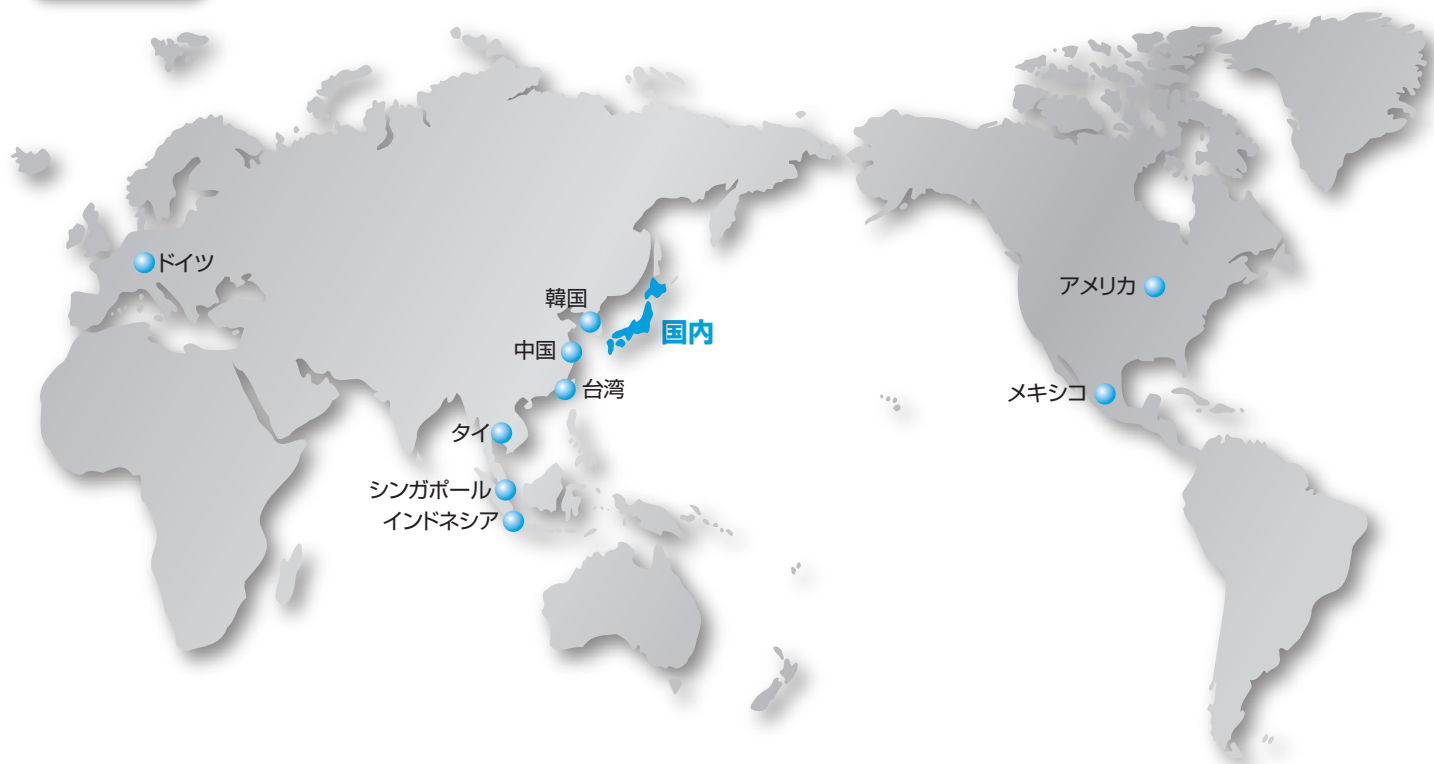 ドイツ
韓国
国内
中国
台湾
タイ
シンガポール
インドネシア
アメリカ
メキシコ